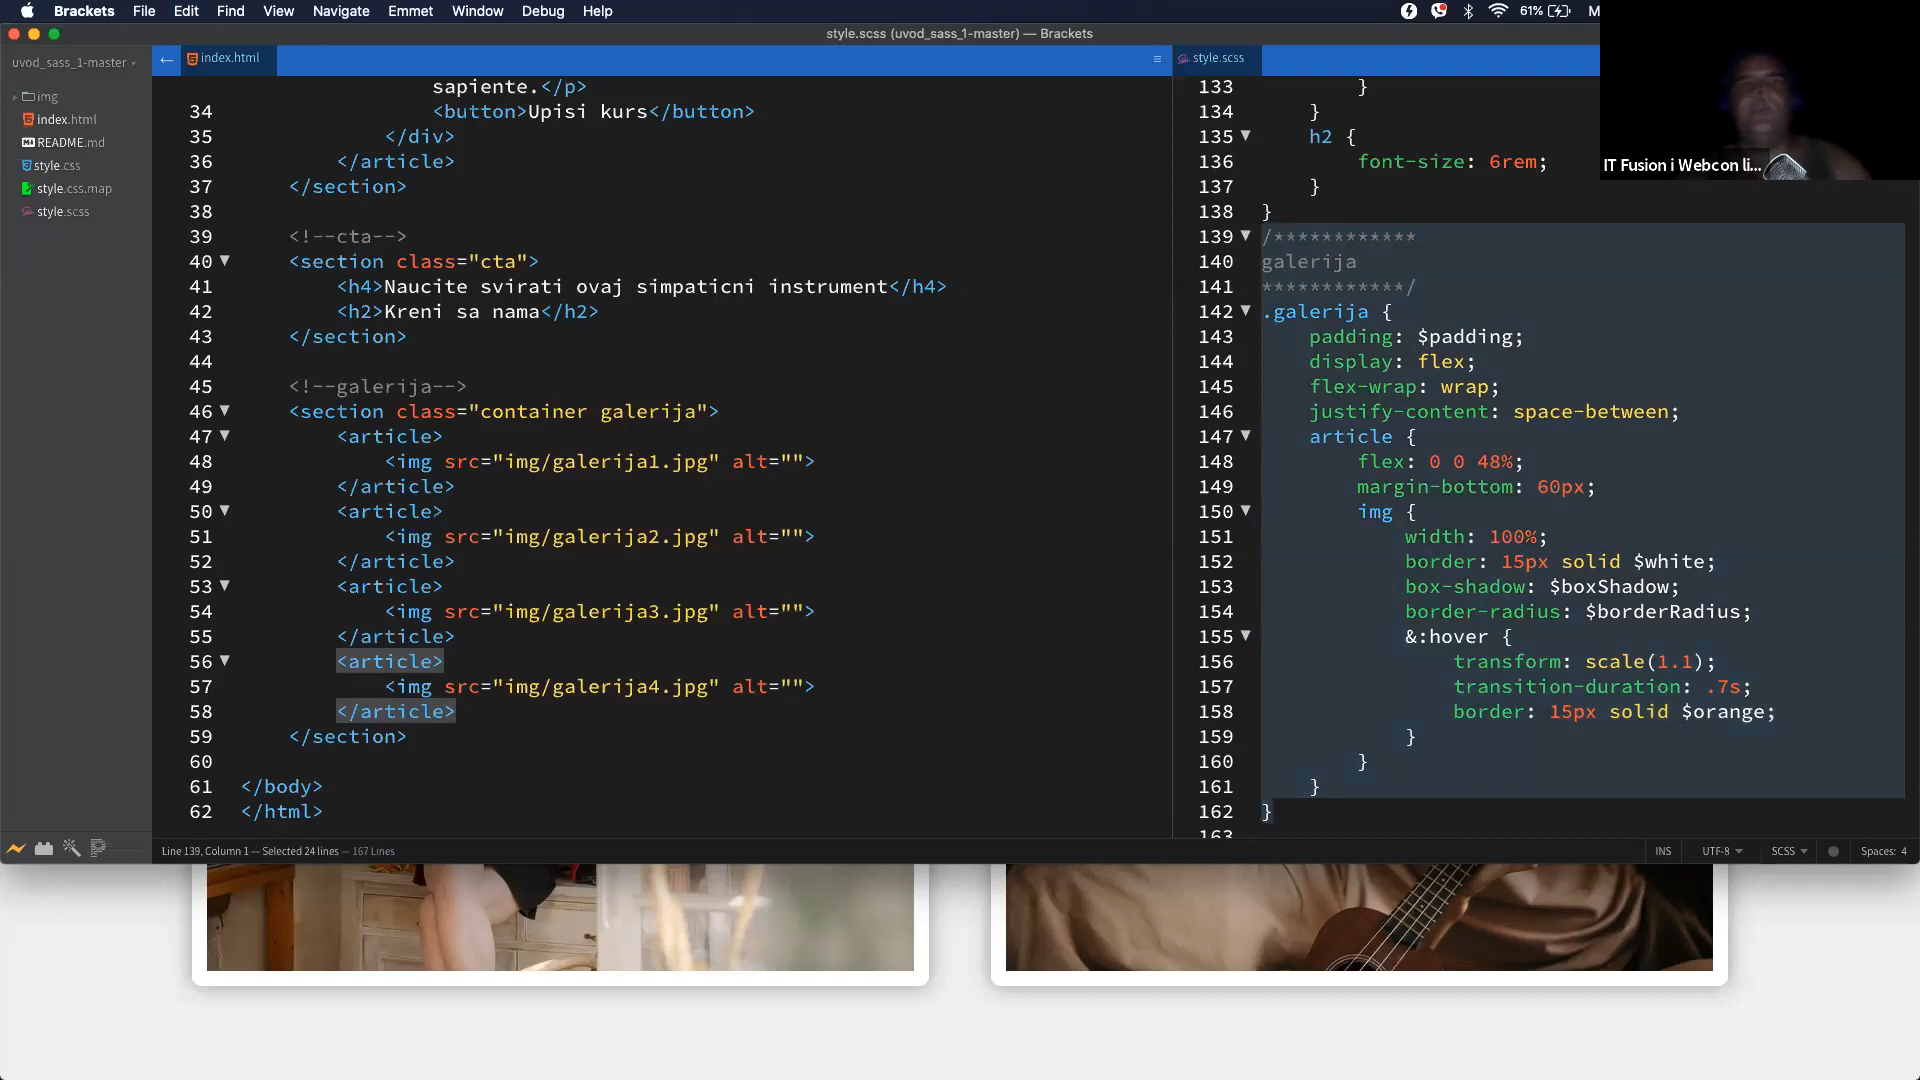 Brackets File Edit Find View Navigate Emmet Window Debug Help
61%
style.scss (uvod_sass_1-master) — Brackets
uvod_sass_1-master
img
index.html
README.md
style.css
style.css.map
style.scss
index.html
sapiente.</p>
34 <button>Upisi kurs</button>
35 </div>
36 </article>
37 </section>
38
39 <!--cta-->
40 <section class="cta">
41 <h4>Naucite svirati ovaj simpaticni instrument</h4>
42 <h2>Kreni sa nama</h2>
43 </section>
44
45 <!--galerija-->
46 <section class="container galerija">
47 <article>
48 <img src="img/galerija1.jpg" alt="">
49 </article>
50 <article>
51 <img src="img/galerija2.jpg" alt="">
52 </article>
53 <article>
54 <img src="img/galerija3.jpg" alt="">
55 </article>
56 <article>
57 <img src="img/galerija4.jpg" alt="">
58 </article>
59 </section>
60
61 </body>
62 </html>
style.scss
133 }
134 }
135 h2 {
136 font-size: 6rem;
137 }
138 }
139 /************
140 galerija
141 ************/
142 .galerija {
143 padding: $padding;
144 display: flex;
145 flex-wrap: wrap;
146 justify-content: space-between;
147 article {
148 flex: 0 0 48%;
149 margin-bottom: 60px;
150 img {
151 width: 100%;
152 border: 15px solid $white;
153 box-shadow: $boxShadow;
154 border-radius: $borderRadius;
155 &:hover {
156 transform: scale(1.1);
157 transition-duration: .7s;
158 border: 15px solid $orange;
159 }
160 }
161 }
162 }
163
IT Fusion i Webcon li...
Line 139, Column 1 — Selected 24 lines — 167 Lines
INS UTF-8 SCSS Spaces: 4